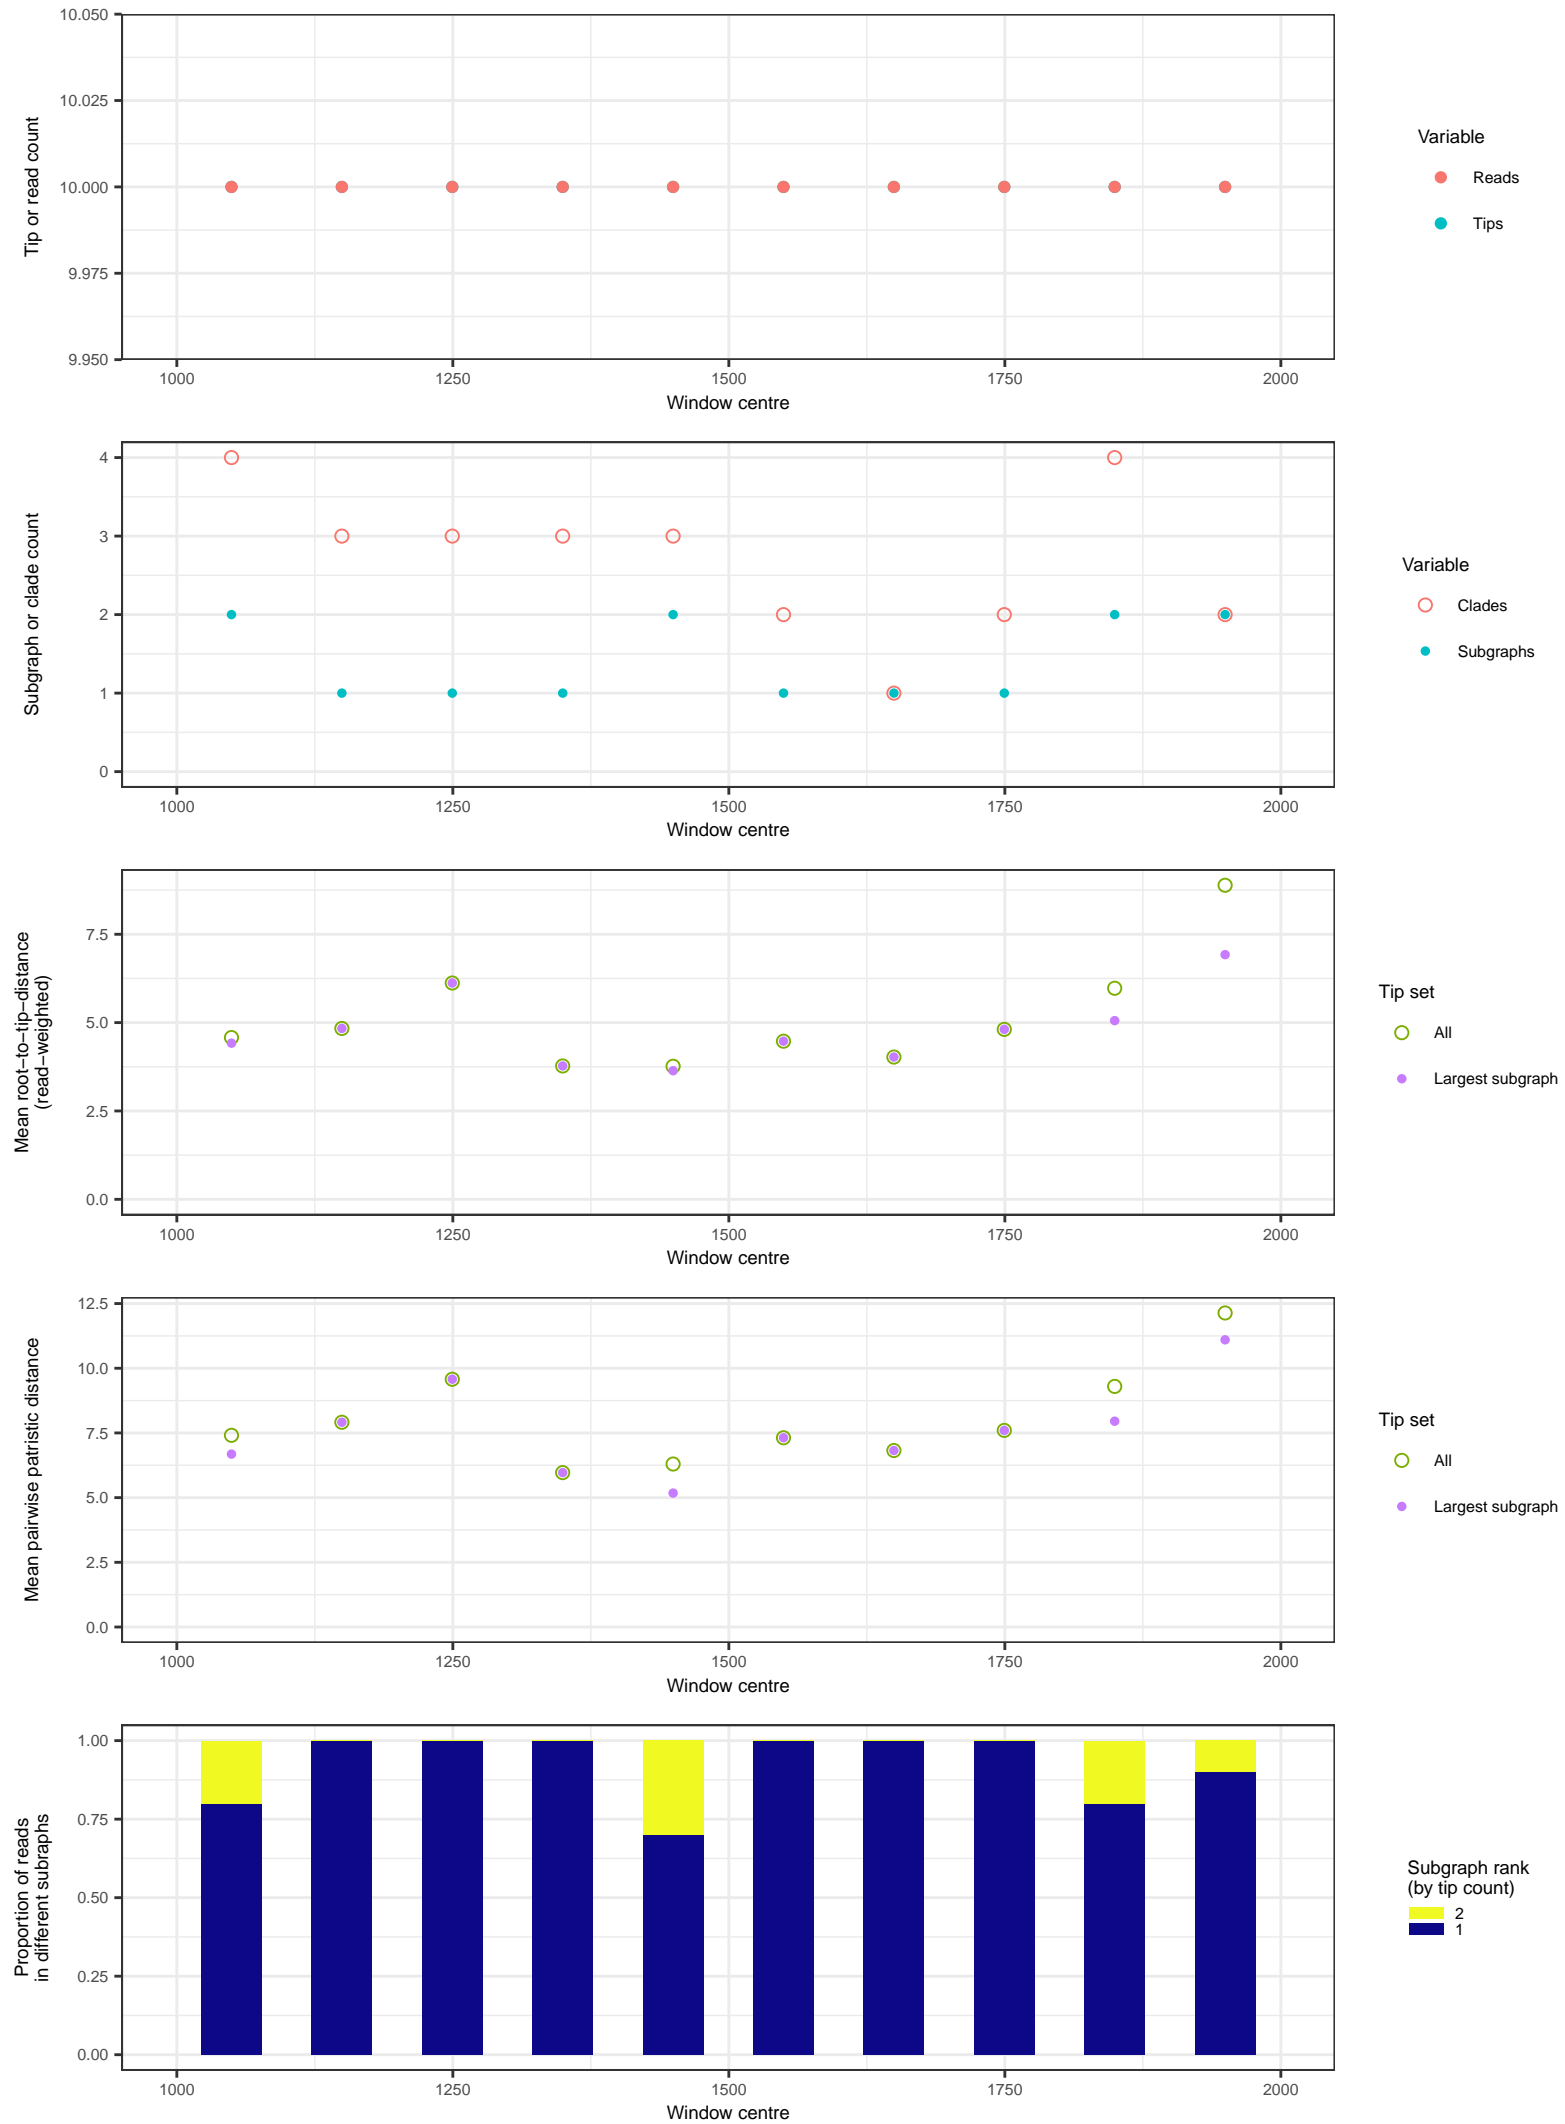 10.050
10.025
10.000
9.975
9.950
Tip or read count
1000 1250 1500 1750 2000
Window centre
Variable
Reads
Tips
4
3
2
1
0
Subgraph or clade count
1000 1250 1500 1750 2000
Window centre
Variable
Clades
Subgraphs
7.5
5.0
2.5
0.0
Mean root−to−tip−distance
(read−weighted)
1000 1250 1500 1750 2000
Window centre
Tip set
All
Largest subgraph
12.5
10.0
7.5
5.0
2.5
0.0
Mean pairwise patristic distance
1000 1250 1500 1750 2000
Window centre
Tip set
All
Largest subgraph
1.00
0.75
0.50
0.25
0.00
Proportion of reads
in different subraphs
1000 1250 1500 1750 2000
Window centre
Subgraph rank
(by tip count)
2
1